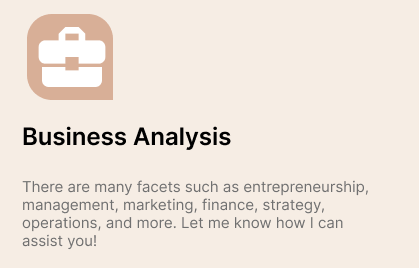 Business Analysis
There are many facets such as entrepreneurship,
management, marketing, finance, strategy,
operations, and more. Let me know how I can
assist you!